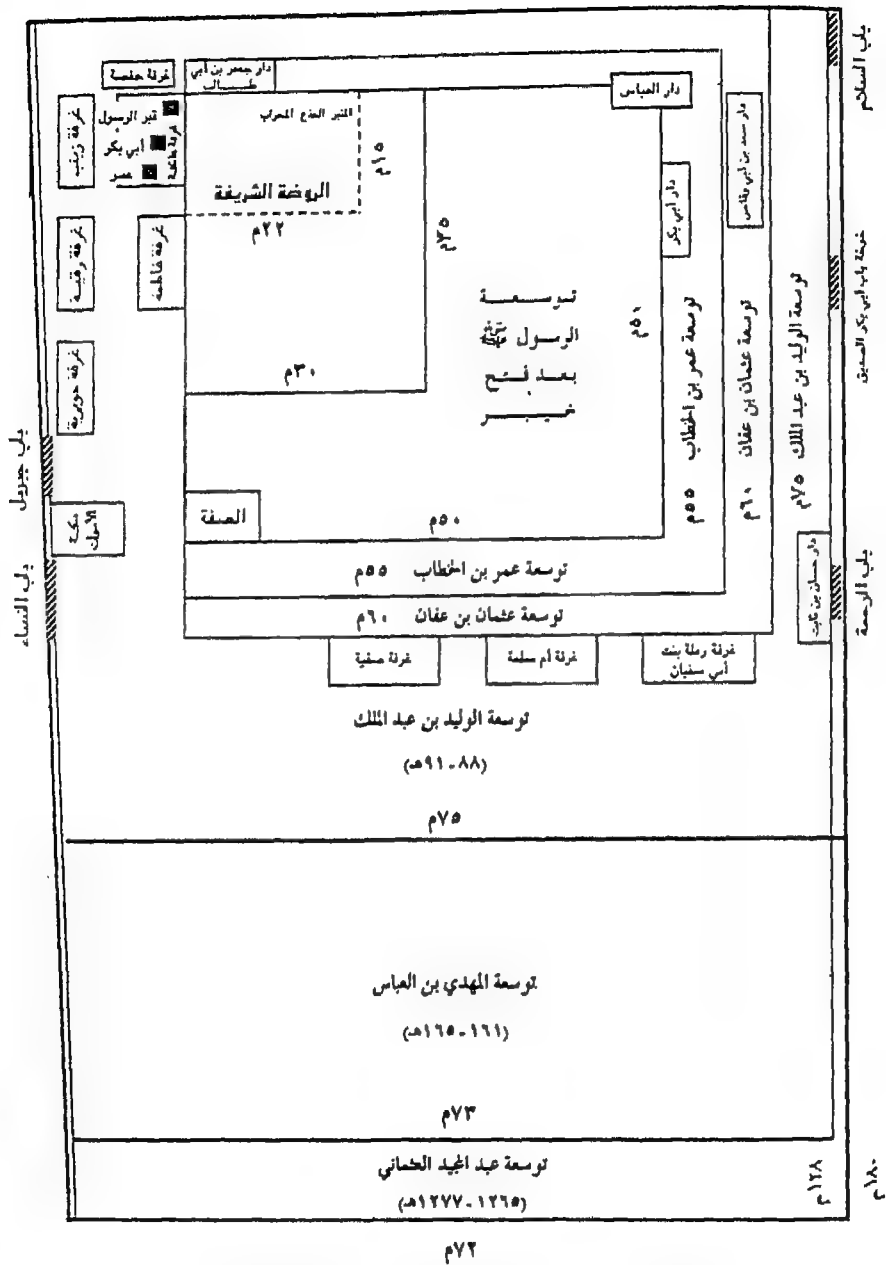 باب السلام
خوخة باب أبي بكر الصديق
باب الرحمة
باب جبريل
باب النساء
غرفة حفصة
دار جعفر بن أبي
طالب
دار العباس
دار سعد بن أبي وقاص
دار أبي بكر
غرفة زينب
قبر الرسول
أبي بكر
عمر
غرفة عائشة
المنبر الجذع المحراب
١٥م
الروضة الشريفة
٢٢م
٣٥م
غرفة رقية
غرفة فاطمة
غرفة جويرية
٣٠م
توسعة
الرسول ﷺ
بعد فتح
خيبر
٥٠م
توسعة عمر بن الخطاب ٥٥م
توسعة عثمان بن عفان ٦٠م
توسعة الوليد بن عبد الملك ٧٥م
دكة
الأغوات
الصفة
٥٠م
دار حسان بن ثابت
توسعة عمر بن الخطاب ٥٥م
توسعة عثمان بن عفان ٦٠م
غرفة رملة بنت
أبي سفيان
غرفة أم سلمة
غرفة صفية
توسعة الوليد بن عبد الملك
(٨٨-٩١هـ)
٧٥م
توسعة المهدي بن العباس
(١٦١-١٦٥هـ)
٧٣م
توسعة عبد المجيد العثماني
(١٢٦٥-١٢٧٧هـ)
١٢٨م
١٨٠م
٧٢م